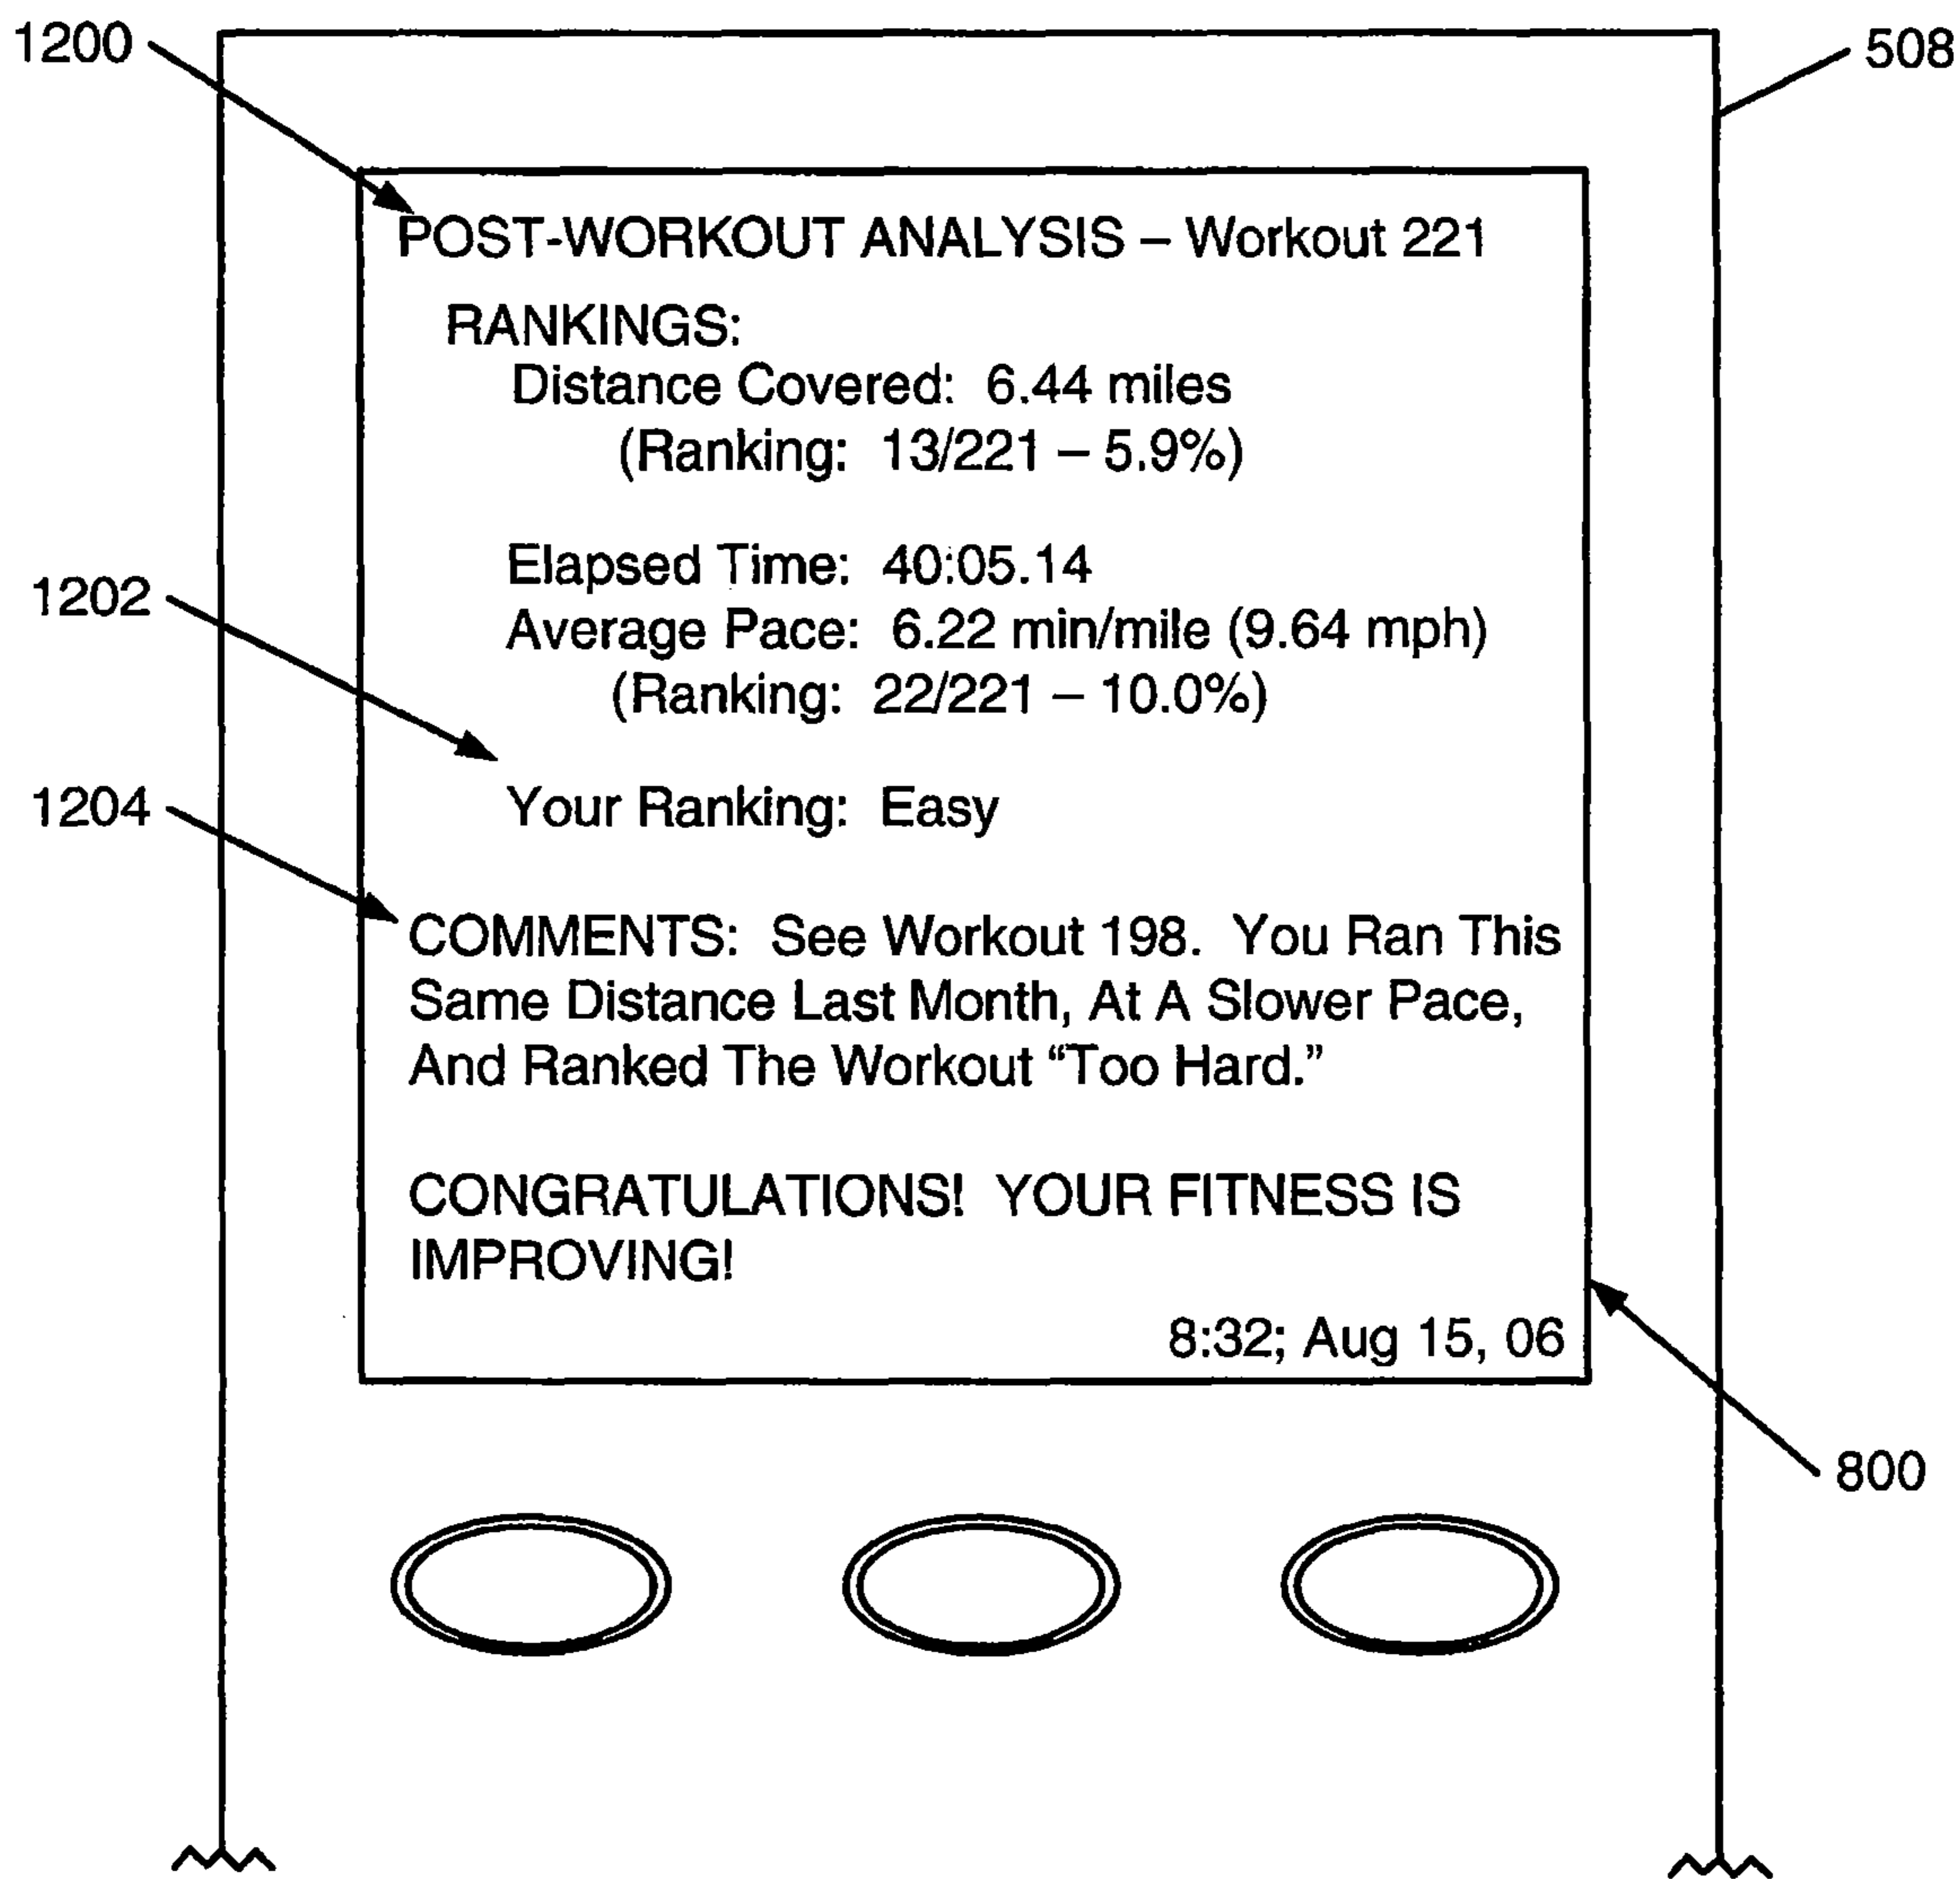 1200
508
POST-WORKOUT ANALYSIS – Workout 221
RANKINGS:
Distance Covered: 6.44 miles
(Ranking: 13/221 – 5.9%)
Elapsed Time: 40:05.14
1202
Average Pace: 6.22 min/mile (9.64 mph)
(Ranking: 22/221 – 10.0%)
1204
Your Ranking: Easy
COMMENTS: See Workout 198. You Ran This
Same Distance Last Month, At A Slower Pace,
And Ranked The Workout “Too Hard.”
CONGRATULATIONS! YOUR FITNESS IS
IMPROVING!
8:32; Aug 15, 06
800